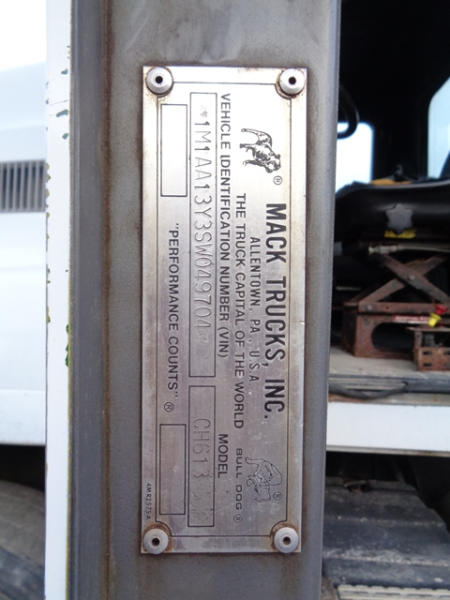 MACK TRUCKS, INC.
ALLENTOWN, PA., U.S.A.
THE TRUCK CAPITAL OF THE WORLD
BULL DOG ®
VEHICLE IDENTIFICATION NUMBER (VIN)
MODEL
1M1AA13Y3SW049704
CH613
"PERFORMANCE COUNTS" ®